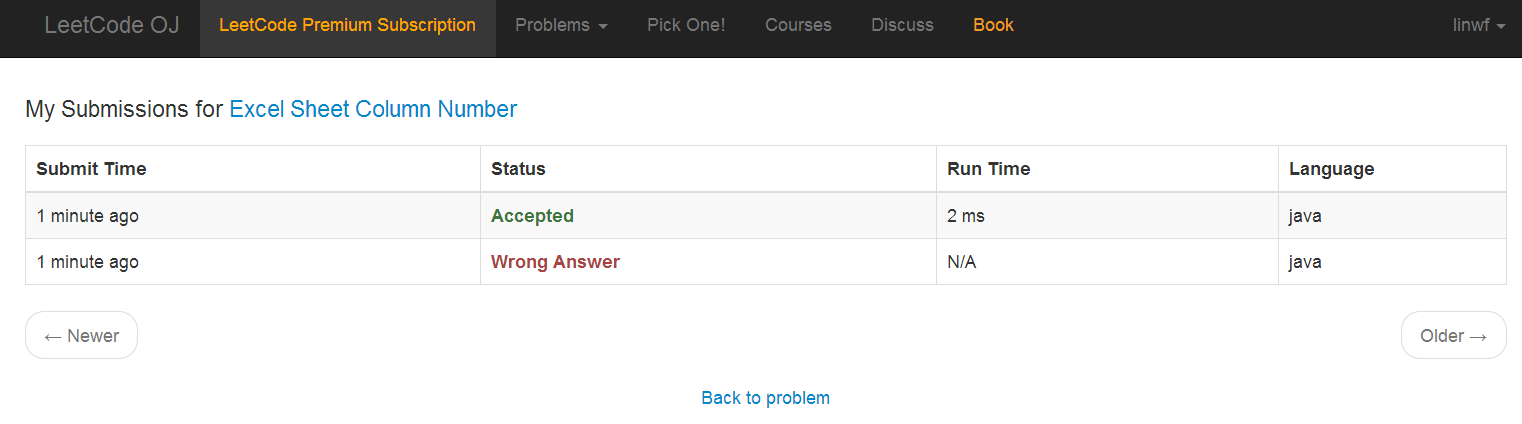 LeetCode OJ LeetCode Premium Subscription Problems Pick One! Courses Discuss Book linwf
My Submissions for Excel Sheet Column Number
Submit Time Status Run Time Language
1 minute ago Accepted 2 ms java
1 minute ago Wrong Answer N/A java
← Newer Older →
Back to problem